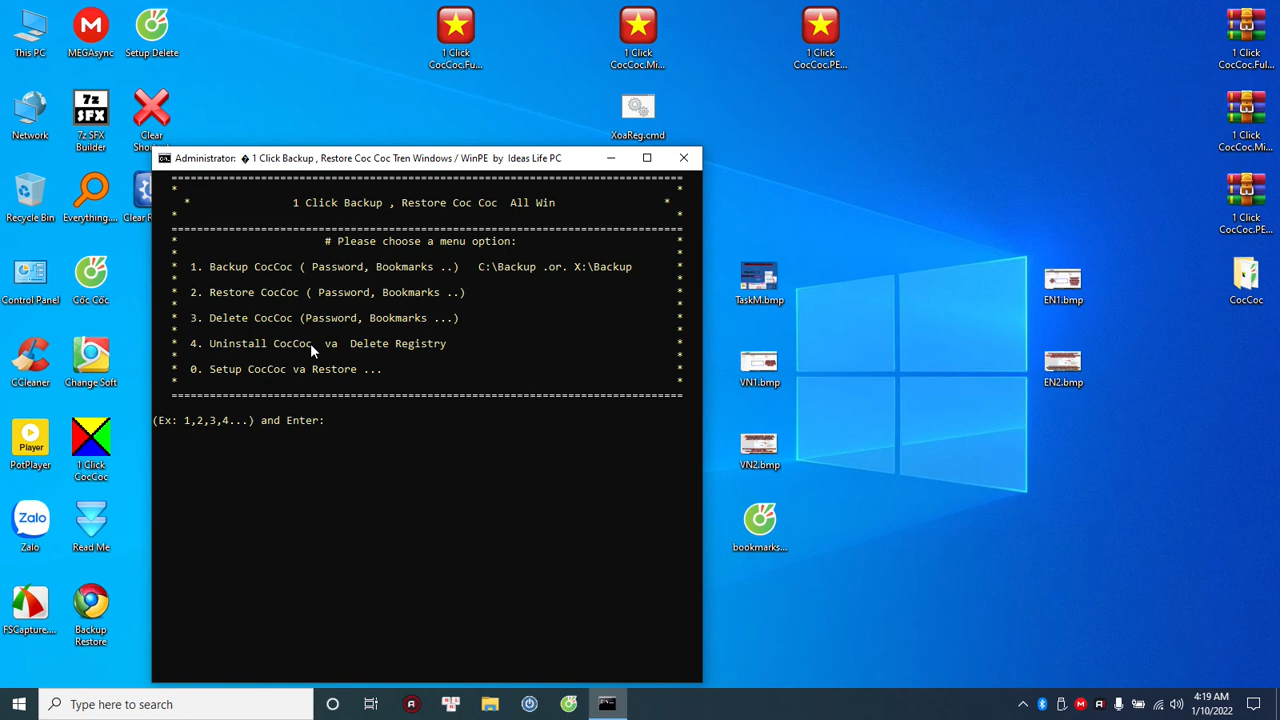 This PC
MEGAsync
Setup Delete
1 Click
CocCoc.Fu...
1 Click
CocCoc.Mi...
1 Click
CocCoc.PE...
1 Click
CocCoc.Ful...
Network
7z SFX
Builder
Clear
XoaReg.cmd
1 Click
CocCoc.Mi...
Administrator: 1 Click Backup , Restore Coc Coc Tren Windows / WinPE by Ideas Life PC
Recycle Bin
Everything....
Clear R
1 Click
CocCoc.PE...
1 Click Backup , Restore Coc Coc All Win
# Please choose a menu option:
1. Backup CocCoc ( Password, Bookmarks ..) C:\Backup .or. X:\Backup
2. Restore CocCoc ( Password, Bookmarks ..)
3. Delete CocCoc (Password, Bookmarks ...)
4. Uninstall CocCoc va Delete Registry
0. Setup CocCoc va Restore ...
(Ex: 1,2,3,4...) and Enter:
Control Panel
Cốc Cốc
TaskM.bmp
EN1.bmp
CocCoc
CCleaner
Change Soft
VN1.bmp
EN2.bmp
Player
PotPlayer
1 Click
CocCoc
VN2.bmp
Zalo
Zalo
Read Me
bookmarks...
FSCapture....
Backup
Restore
Type here to search
4:19 AM
1/10/2022